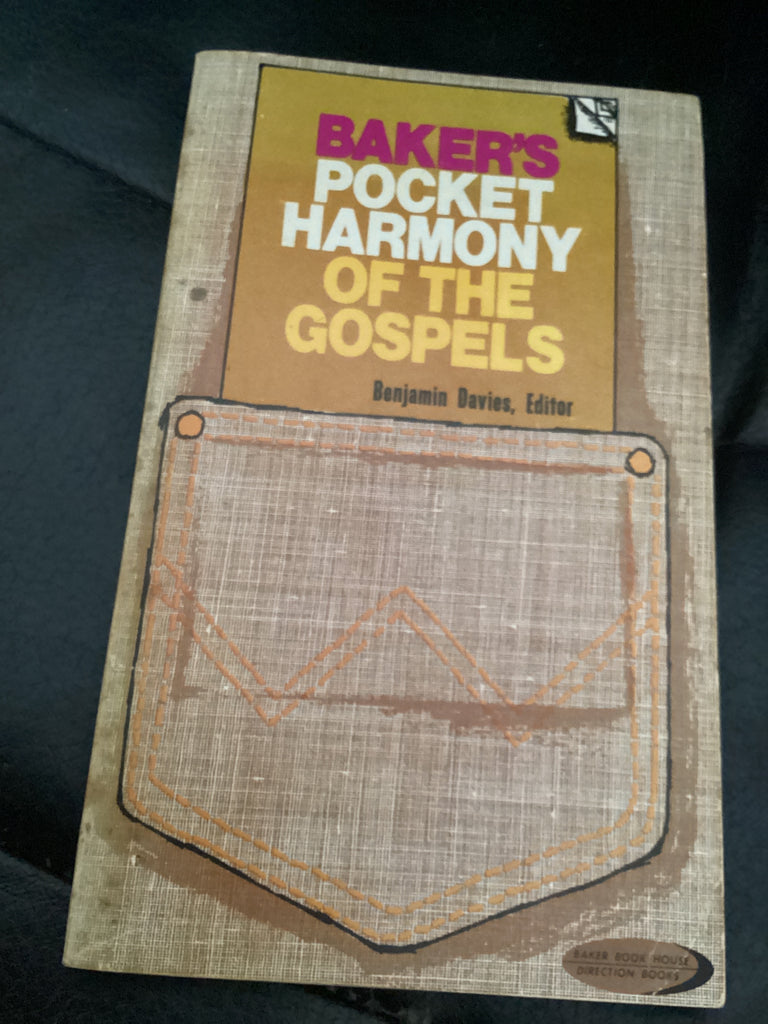 BAKER'S
POCKET
HARMONY
OF THE
GOSPELS
Benjamin Davies, Editor
BAKER BOOK HOUSE
DIRECTION BOOKS